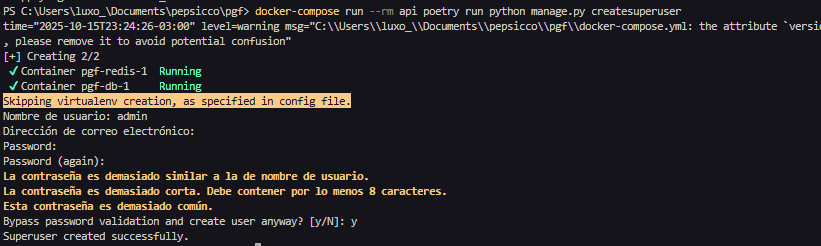 PS C:\Users\luxo_\Documents\pepsicco\pgf> docker-compose run --rm api poetry run python manage.py createsuperuser
time="2025-10-15T23:24:26-03:00" level=warning msg="C:\\Users\\luxo_\\Documents\\pepsicco\\pgf\\docker-compose.yml: the attribute `versio
, please remove it to avoid potential confusion"
[+] Creating 2/2
✔ Container pgf-redis-1 Running
✔ Container pgf-db-1 Running
Skipping virtualenv creation, as specified in config file.
Nombre de usuario: admin
Dirección de correo electrónico:
Password:
Password (again):
La contraseña es demasiado similar a la de nombre de usuario.
La contraseña es demasiado corta. Debe contener por lo menos 8 caracteres.
Esta contraseña es demasiado común.
Bypass password validation and create user anyway? [y/N]: y
Superuser created successfully.